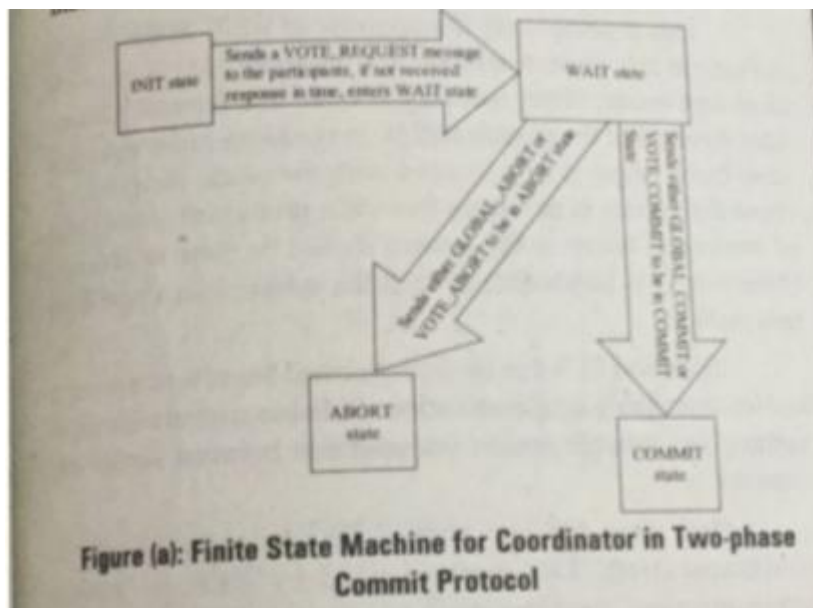 INIT state
Sends a VOTE_REQUEST message
to the participants, if not received
response in time, enters WAIT state
WAIT state
Sends either GLOBAL_ABORT or
VOTE_ABORT to be in ABORT state
Sends either GLOBAL_COMMIT or
VOTE_COMMIT to be in COMMIT
State
ABORT
state
COMMIT
state
Figure (a): Finite State Machine for Coordinator in Two-phase
Commit Protocol